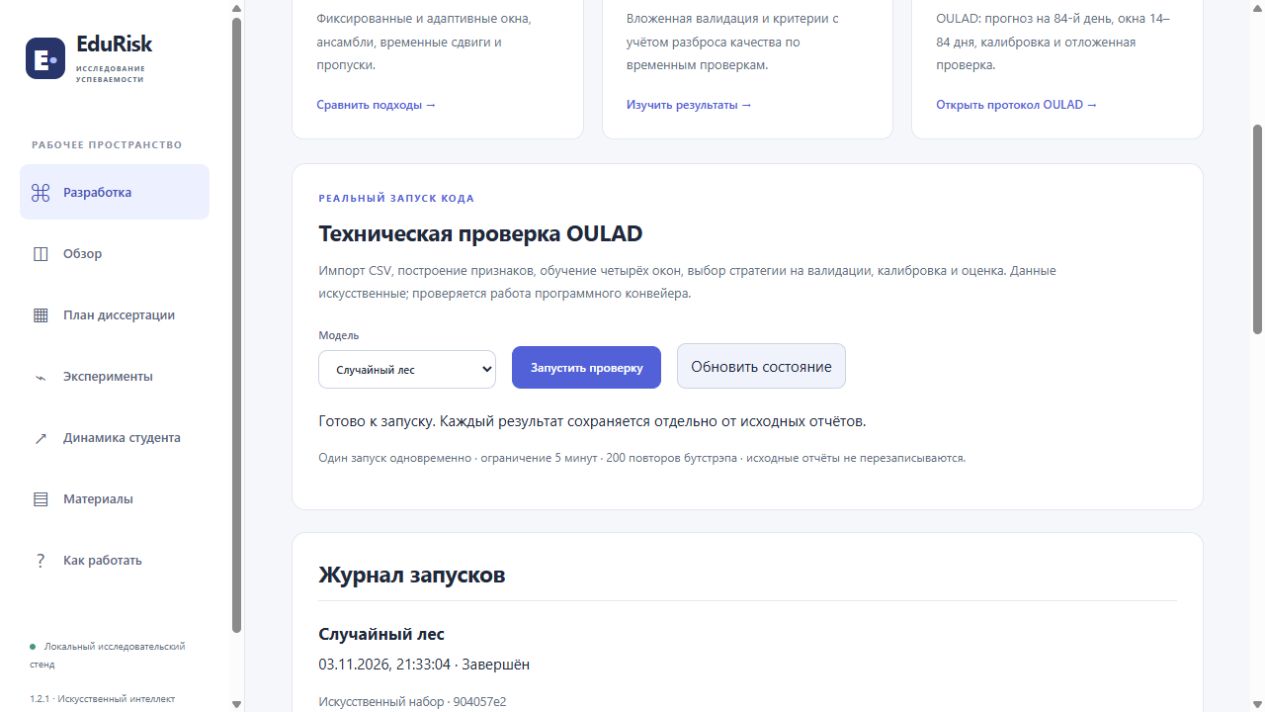 EduRisk
ИССЛЕДОВАНИЕ
УСПЕВАЕМОСТИ
РАБОЧЕЕ ПРОСТРАНСТВО
Разработка
Обзор
План диссертации
Эксперименты
Динамика студента
Материалы
? Как работать
Локальный исследовательский
стенд
1.2.1 · Искусственный интеллект
Фиксированные и адаптивные окна,
ансамбли, временные сдвиги и
пропуски.
Сравнить подходы →
Вложенная валидация и критерии с
учётом разброса качества по
временным проверкам.
Изучить результаты →
OULAD: прогноз на 84-й день, окна 14–
84 дня, калибровка и отложенная
проверка.
Открыть протокол OULAD →
РЕАЛЬНЫЙ ЗАПУСК КОДА
Техническая проверка OULAD
Импорт CSV, построение признаков, обучение четырёх окон, выбор стратегии на валидации, калибровка и оценка. Данные
искусственные; проверяется работа программного конвейера.
Модель
Случайный лес
Запустить проверку
Обновить состояние
Готово к запуску. Каждый результат сохраняется отдельно от исходных отчётов.
Один запуск одновременно · ограничение 5 минут · 200 повторов бутстрэпа · исходные отчёты не перезаписываются.
Журнал запусков
Случайный лес
03.11.2026, 21:33:04 · Завершён
Искусственный набор · 904057e2